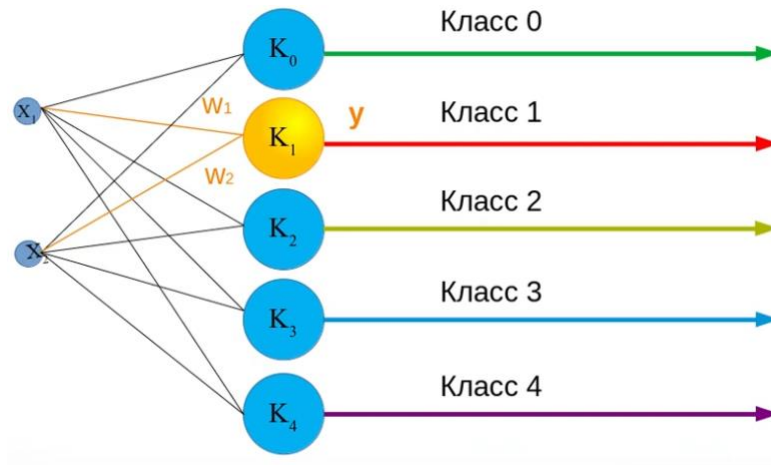 K₀ Класс 0
X₁ w₁ K₁ y Класс 1
w₂
X₂ K₂ Класс 2
K₃ Класс 3
K₄ Класс 4